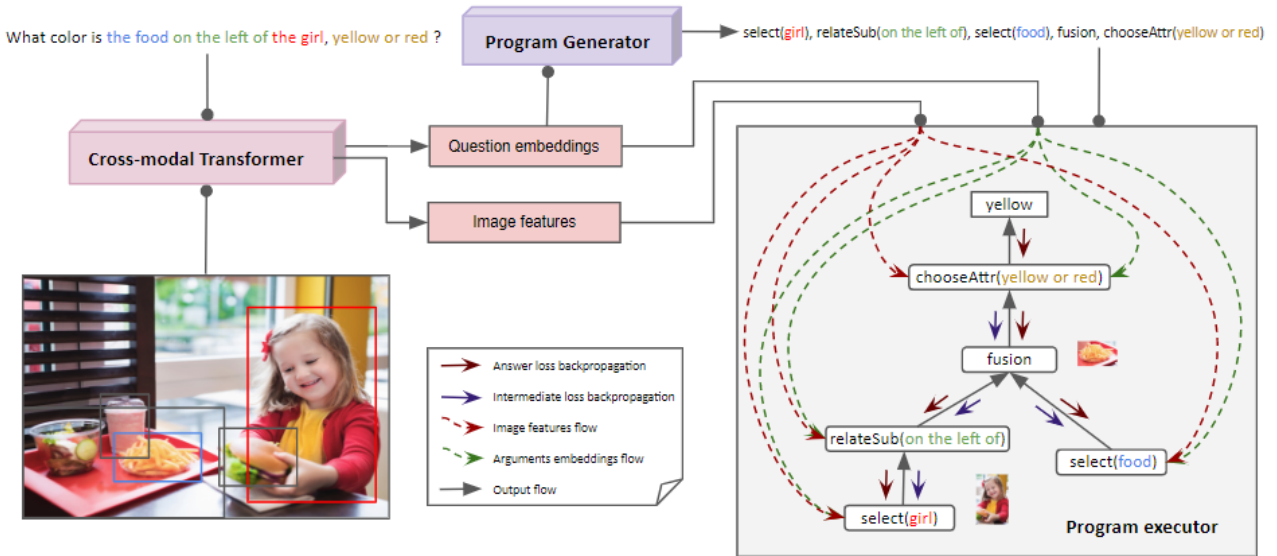 What color is the food on the left of the girl, yellow or red ?
Program Generator
select(girl), relateSub(on the left of), select(food), fusion, chooseAttr(yellow or red)
Cross-modal Transformer
Question embeddings
Image features
yellow
chooseAttr(yellow or red)
fusion
relateSub(on the left of)
select(food)
select(girl)
Program executor
Answer loss backpropagation
Intermediate loss backpropagation
Image features flow
Arguments embeddings flow
Output flow